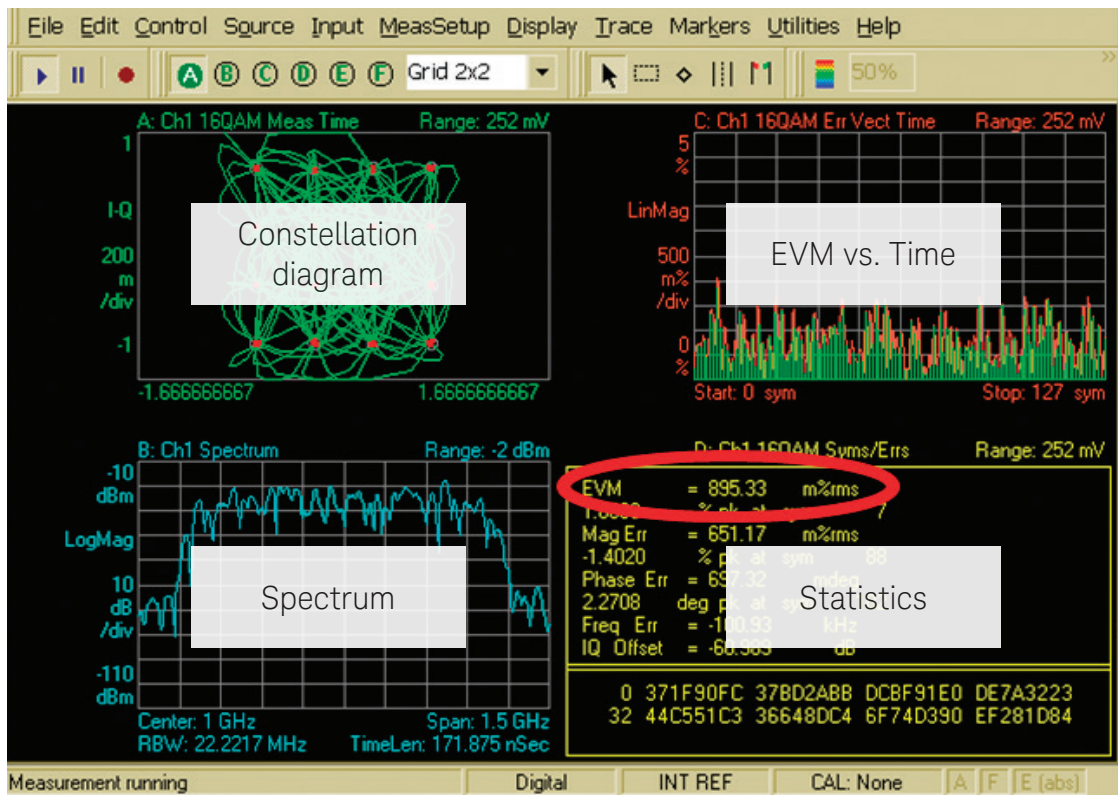 File Edit Control Source Input MeasSetup Display Trace Markers Utilities Help
A B C D E F Grid 2x2 50%
A: Ch1 16QAM Meas Time Range: 252 mV
1
I-Q
200
m
/div
-1
-1.666666667 1.6666666667
Constellation
diagram
C: Ch1 16QAM Err Vect Time Range: 252 mV
5
%
LinMag
500
m%
/div
0
%
Start: 0 sym Stop: 127 sym
EVM vs. Time
B: Ch1 Spectrum Range: -2 dBm
-10
dBm
LogMag
10
dB
/div
-110
dBm
Center: 1 GHz Span: 1.5 GHz
RBW: 22.2217 MHz TimeLen: 171.875 nSec
Spectrum
D: Ch1 16QAM Syms/Errs Range: 252 mV
EVM = 895.33 m%rms
% pk at sym 7
Mag Err = 651.17 m%rms
-1.4020 % pk at sym 88
Phase Err = 697.32 mdeg
2.2708 deg pk at
Freq Err = -100.93 kHz
IQ Offset = dB
Statistics
0 371F90FC 37BD2ABB DCBF91E0 DE7A3223
32 44C551C3 36648DC4 6F74D390 EF281D84
Measurement running Digital INT REF CAL: None A F E (abs)